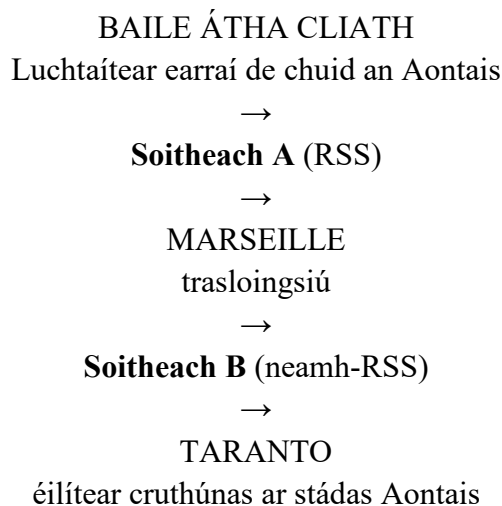 BAILE ÁTHA CLIATH
Luchtaítear earraí de chuid an Aontais
→
Soitheach A (RSS)
→
MARSEILLE
trasloingsiú
→
Soitheach B (neamh-RSS)
→
TARANTO
éilítear cruthúnas ar stádas Aontais